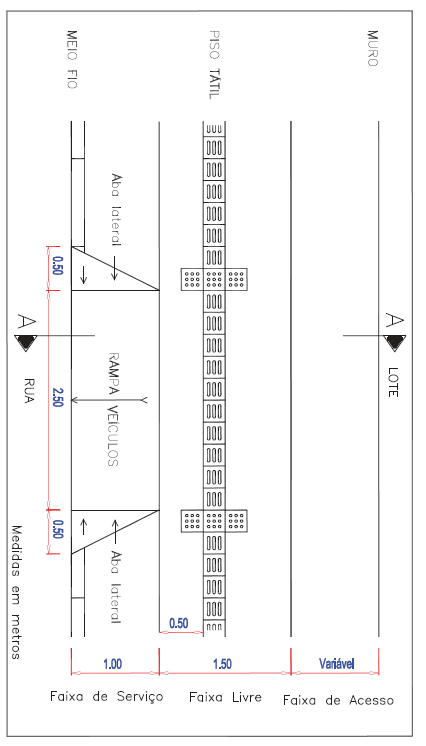 MURO
PISO TÁTIL
MEIO FIO
Aba lateral
0.50
A
LOTE
A
RUA
RAMPA VEÍCULOS
2.50
0.50
Aba lateral
Medidas em metros
0.50
1.00
1.50
Variável
Faixa de Serviço
Faixa Livre
Faixa de Acesso